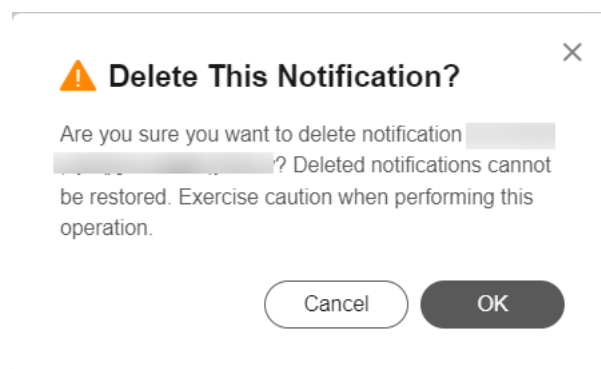 Delete This Notification?
Are you sure you want to delete notification
? Deleted notifications cannot
be restored. Exercise caution when performing this
operation.
Cancel
OK